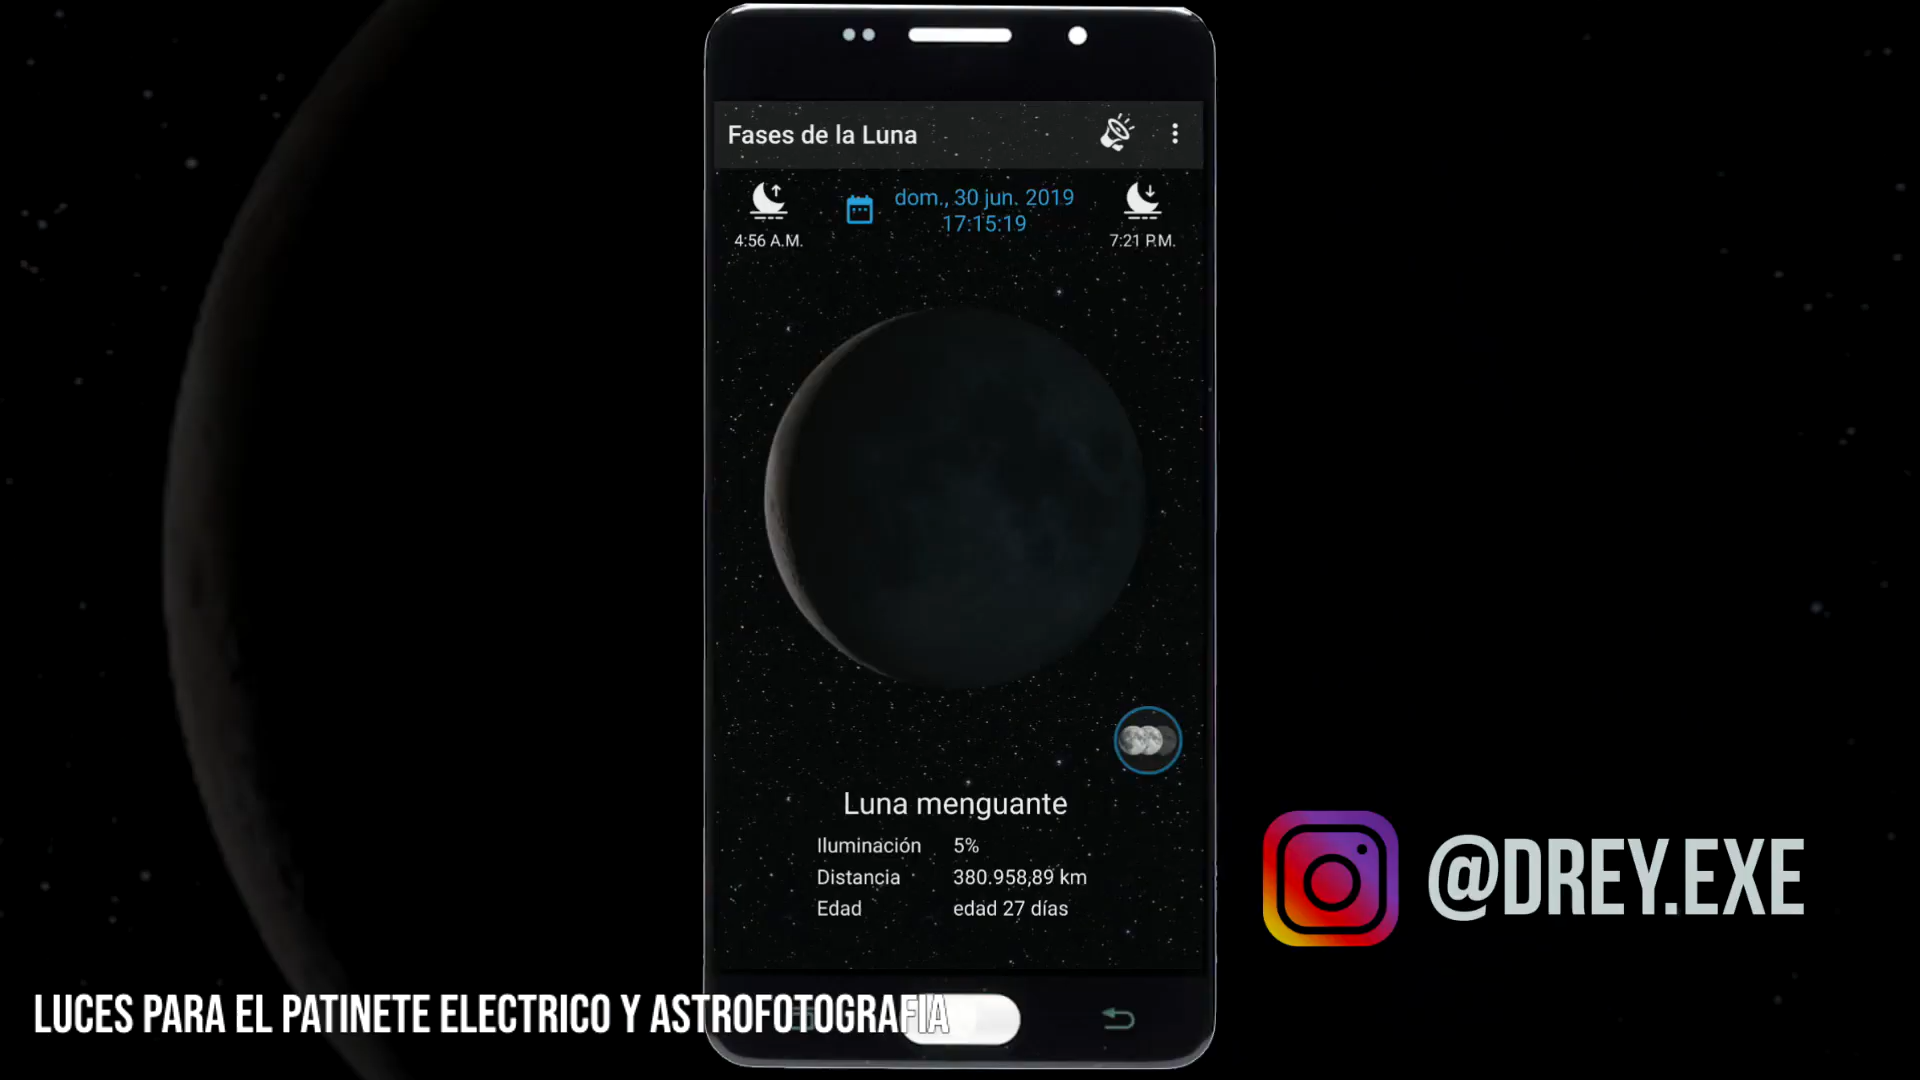 Fases de la Luna
dom., 30 jun. 2019
17:15:19
4:56 A.M.
7:21 P.M.
Luna menguante
Iluminación 5%
Distancia 380.958,89 km
Edad edad 27 días
@DREY.EXE
LUCES PARA EL PATINETE ELECTRICO Y ASTROFOTOGRAFIA